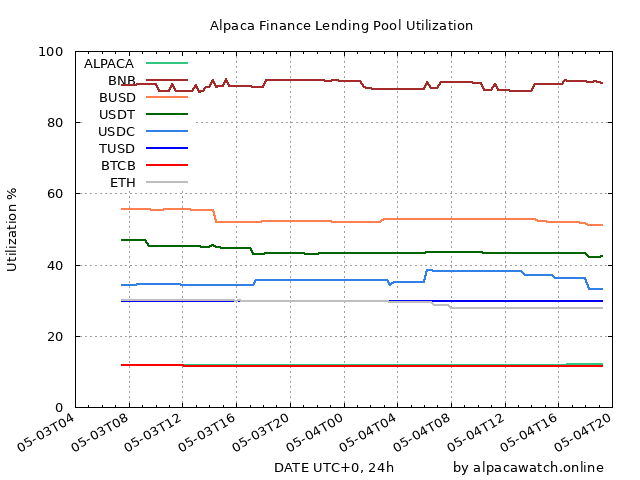 Alpaca Finance Lending Pool Utilization
100
80
60
40
20
0
Utilization %
ALPACA
BNB
BUSD
USDT
USDC
TUSD
BTCB
ETH
05-03T04
05-03T08
05-03T12
05-03T16
05-03T20
05-04T00
05-04T04
05-04T08
05-04T12
05-04T16
05-04T20
DATE UTC+0, 24h
by alpacawatch.online